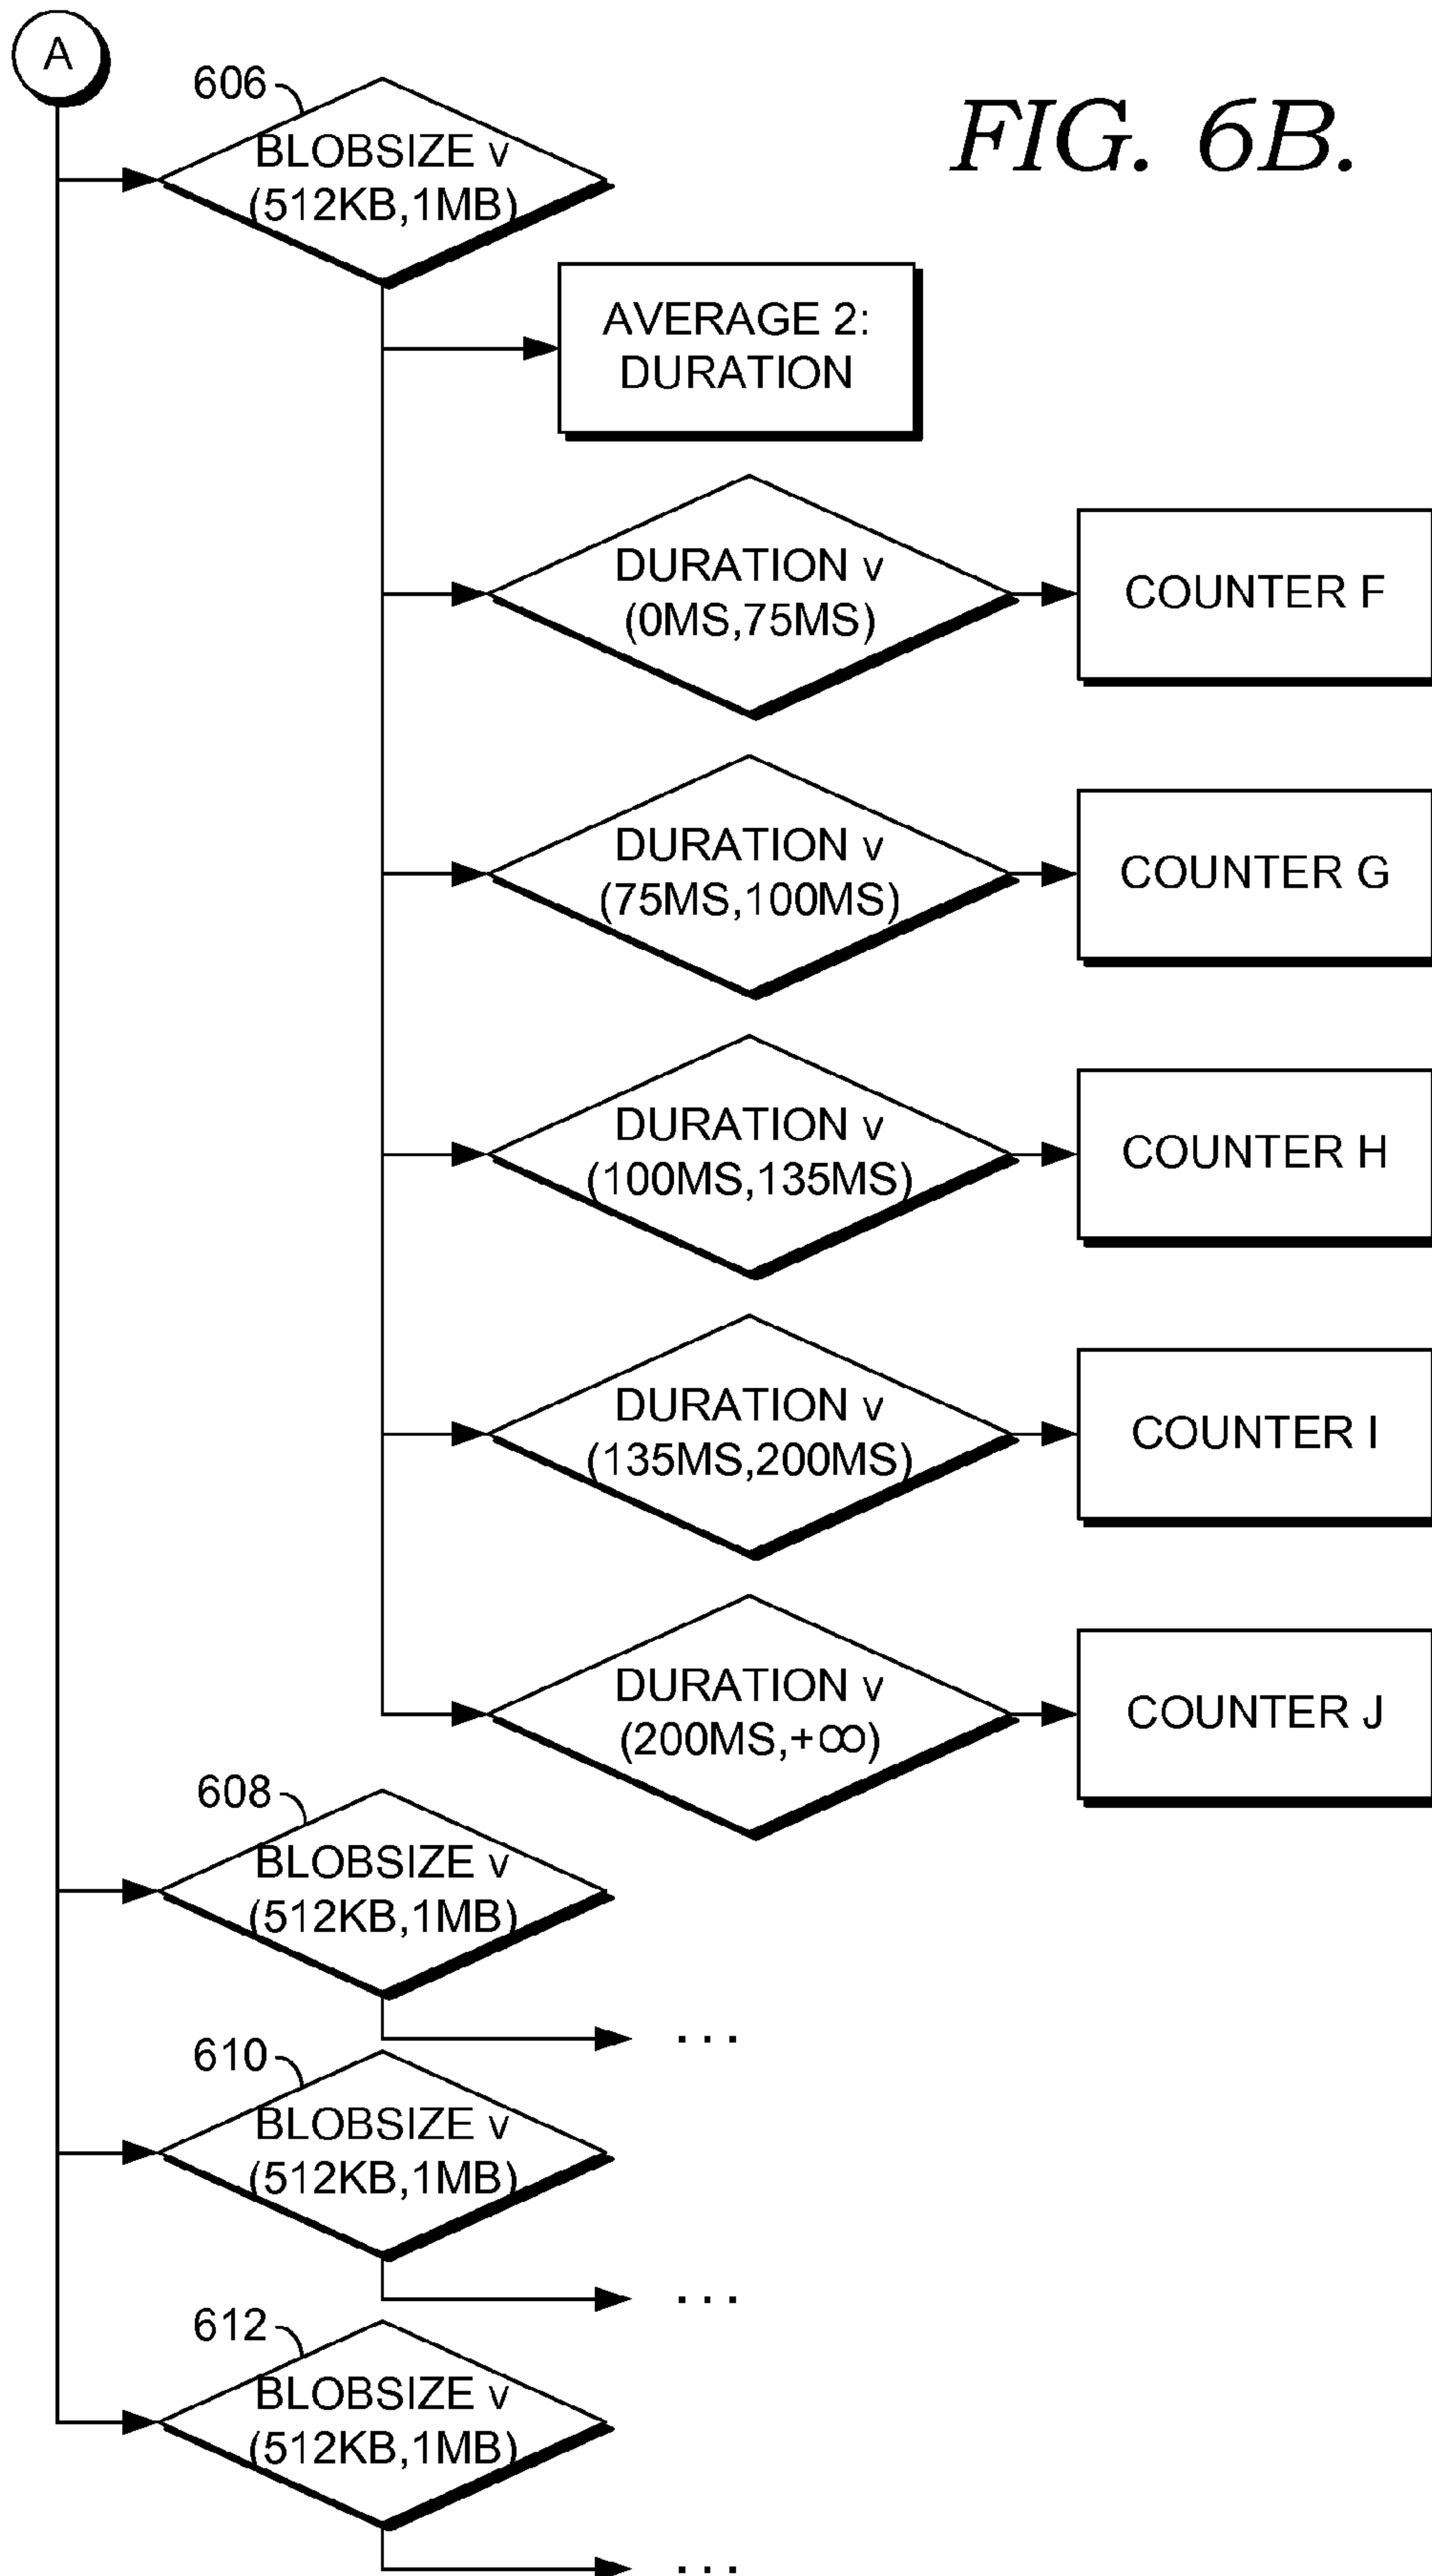 A
606
FIG. 6B.
BLOBSIZE v
(512KB,1MB)
AVERAGE 2:
DURATION
DURATION v
(0MS,75MS)
COUNTER F
DURATION v
(75MS,100MS)
COUNTER G
DURATION v
(100MS,135MS)
COUNTER H
DURATION v
(135MS,200MS)
COUNTER I
DURATION v
(200MS,+∞)
COUNTER J
608
BLOBSIZE v
(512KB,1MB)
...
610
BLOBSIZE v
(512KB,1MB)
...
612
BLOBSIZE v
(512KB,1MB)
...